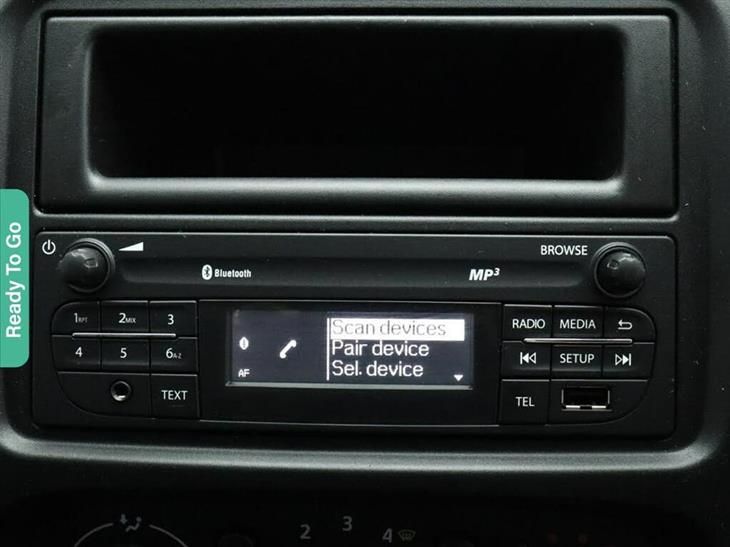 Ready To Go
BROWSE
Bluetooth
MP3
1RPT 2MIX 3
4 5 6A-Z
TEXT
AF
Scan devices
Pair device
Sel. device
RADIO MEDIA
SETUP
TEL
2 3 4